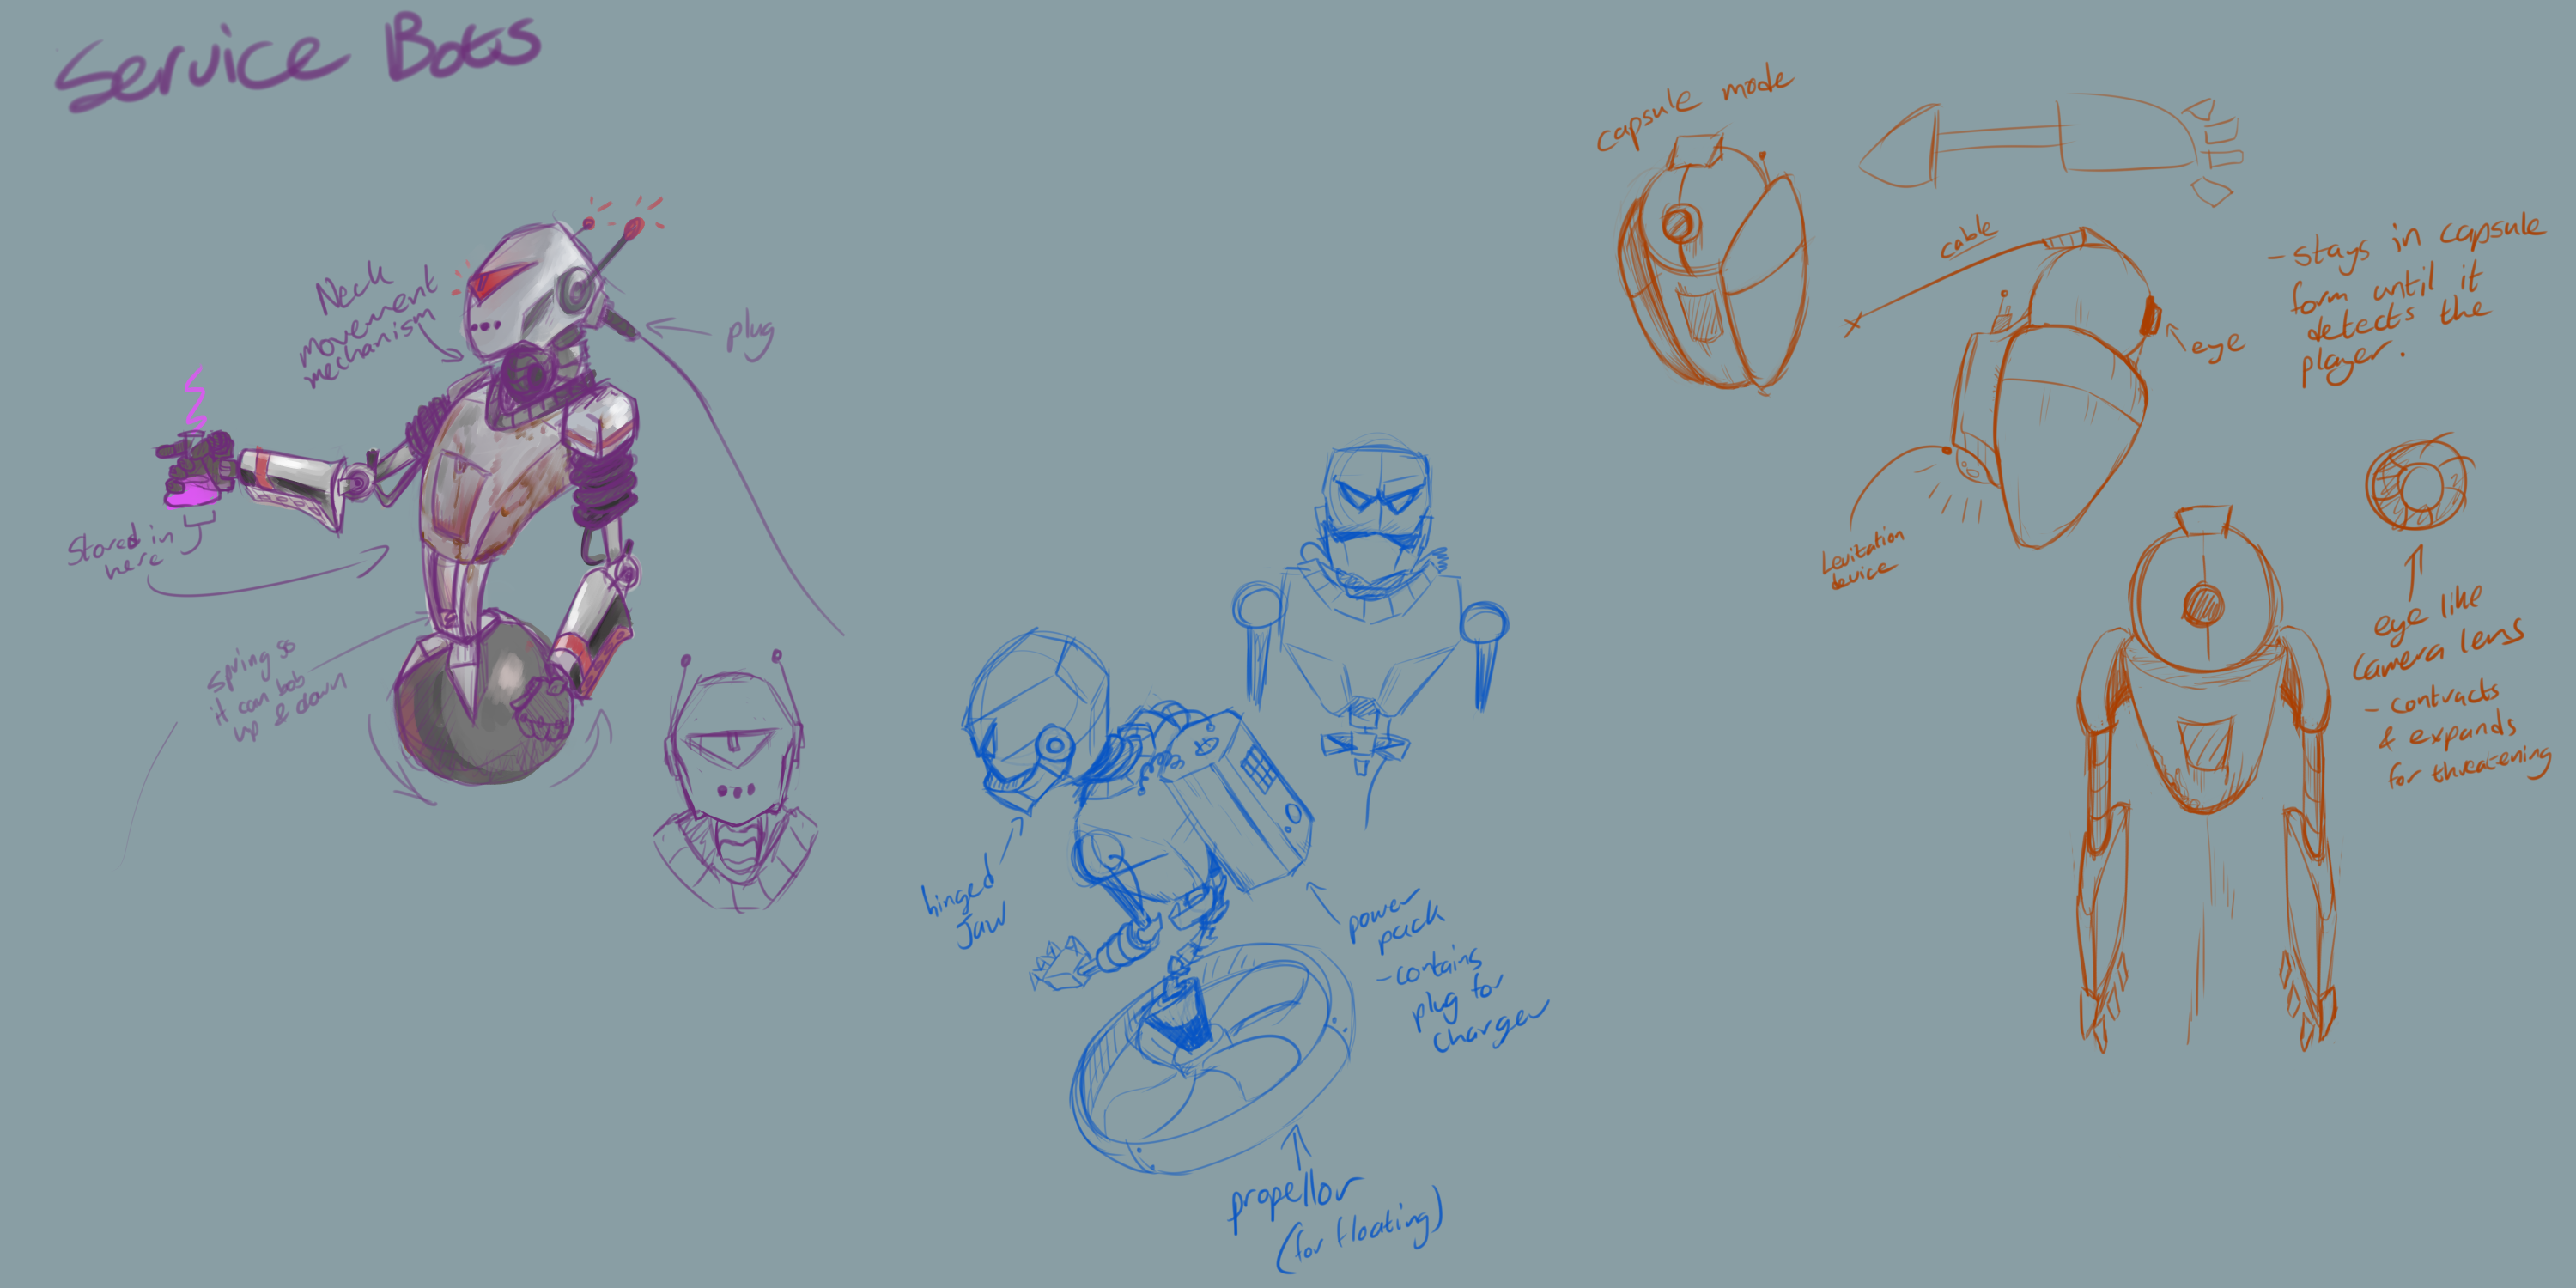 Service Bots
Neck
movement
mechanism
plug
Stored in
here
spring so
it can bob
up & down
hinged
jaw
power
pack
- contains
plug for
charger
propellor
(for floating)
capsule mode
cable
eye
Levitation
device
- stays in capsule
form until it
detects the
player.
eye like
camera lens
- contracts
& expands
for threatening